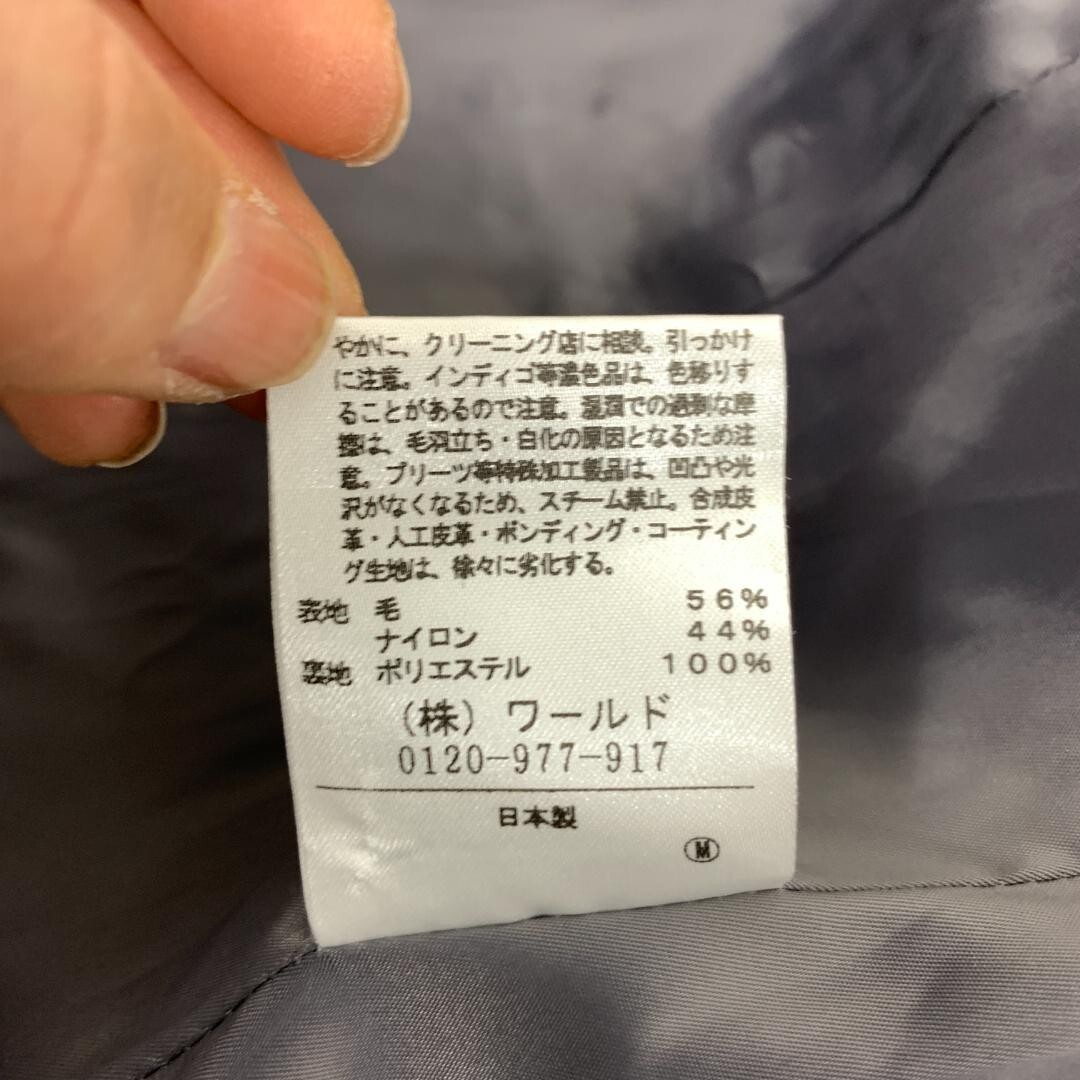 やかに、クリーニング店に相談。引っかけ
に注意。インディゴ等濃色品は、色移りす
ることがあるので注意。湿潤での過剰な摩
擦は、毛羽立ち・白化の原因となるため注
意。プリーツ等特殊加工製品は、凹凸や光
沢がなくなるため、スチーム禁止。合成皮
革・人工皮革・ボンディング・コーティン
グ生地は、徐々に劣化する。
表地 毛 56%
ナイロン 44%
裏地 ポリエステル 100%
(株) ワールド
0120-977-917
日本製
Ⓜ